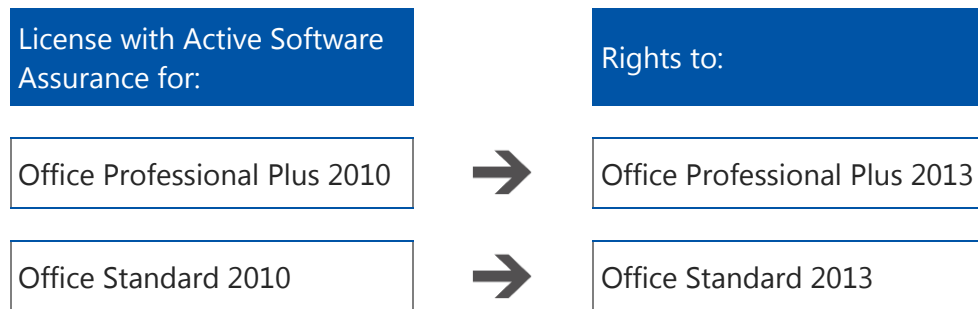 License with Active Software
Assurance for:
Rights to:
Office Professional Plus 2010
Office Professional Plus 2013
Office Standard 2010
Office Standard 2013